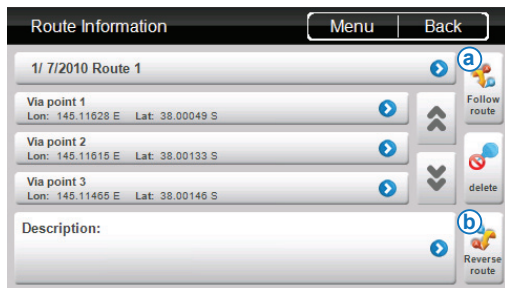 Route Information
Menu
Back
1/ 7/2010 Route 1
a
Follow
route
Via point 1
Lon: 145.11628 E Lat: 38.00049 S
Via point 2
Lon: 145.11615 E Lat: 38.00133 S
Via point 3
Lon: 145.11465 E Lat: 38.00146 S
delete
Description:
b
Reverse
route